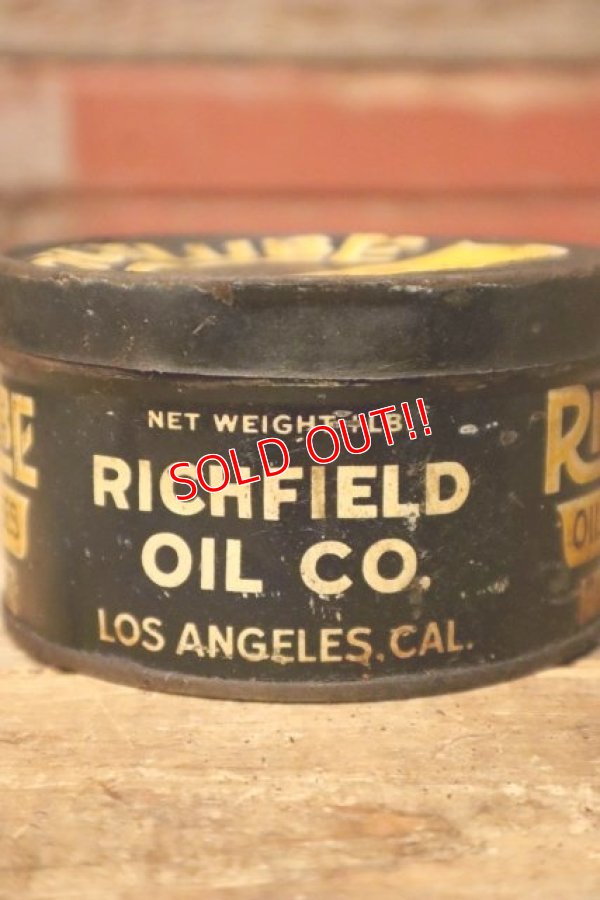 NET WEIGHT 1 LB.
SOLD OUT!!
RICHFIELD
OIL CO.
LOS ANGELES, CAL.